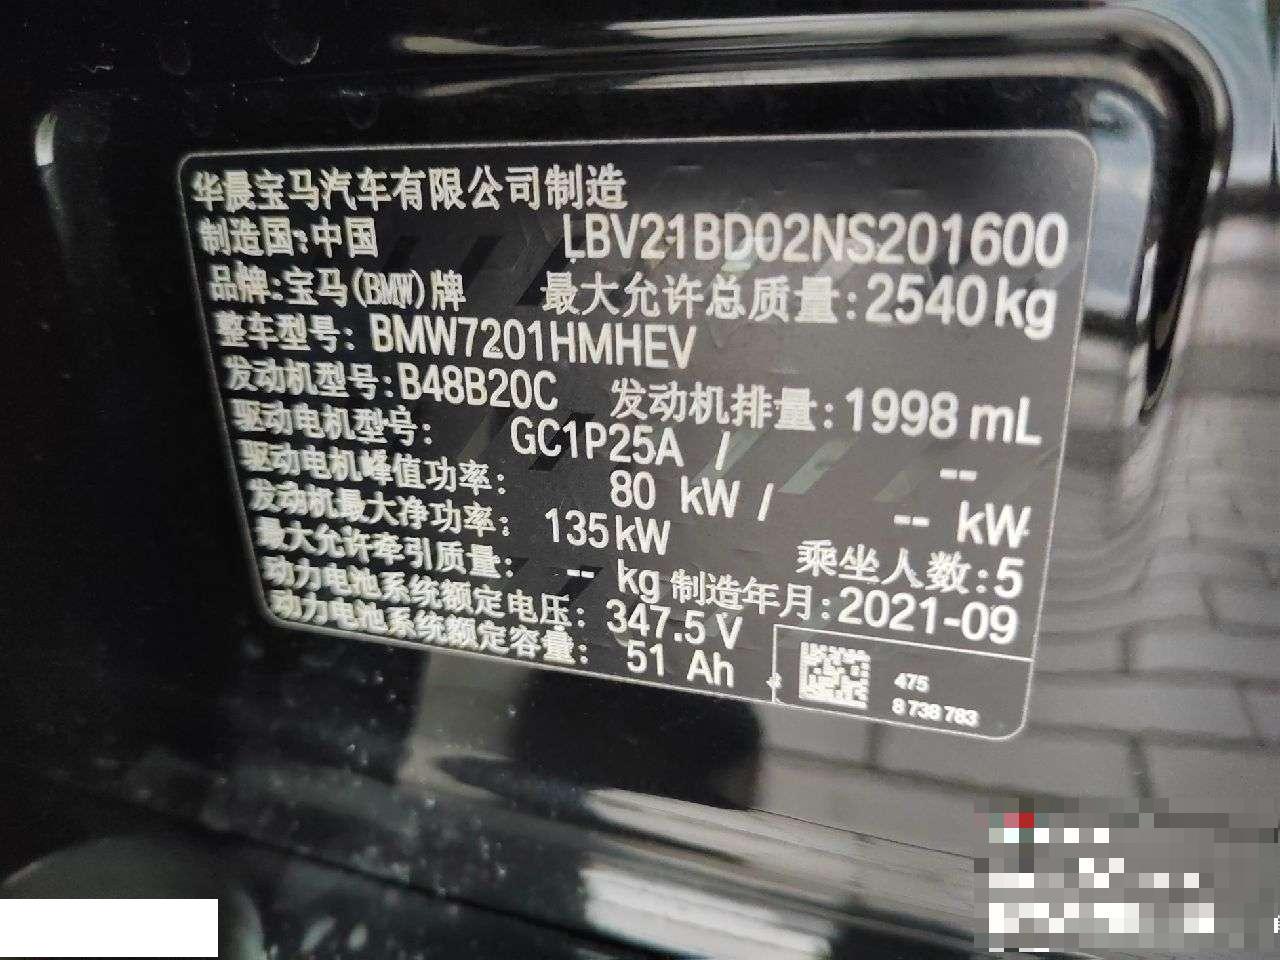 华晨宝马汽车有限公司制造
制造国:中国 LBV21BD02NS201600
品牌:宝马(BMW)牌 最大允许总质量:2540kg
整车型号: BMW7201HMHEV
发动机型号:B48B20C 发动机排量:1998 mL
驱动电机型号: GC1P25A / --
驱动电机峰值功率: 80 kW / -- kW
发动机最大净功率: 135kW 乘坐人数:5
最大允许牵引质量: -- kg 制造年月:2021-09
动力电池系统额定电压: 347.5 V
动力电池系统额定容量: 51 Ah
475
8 738 783